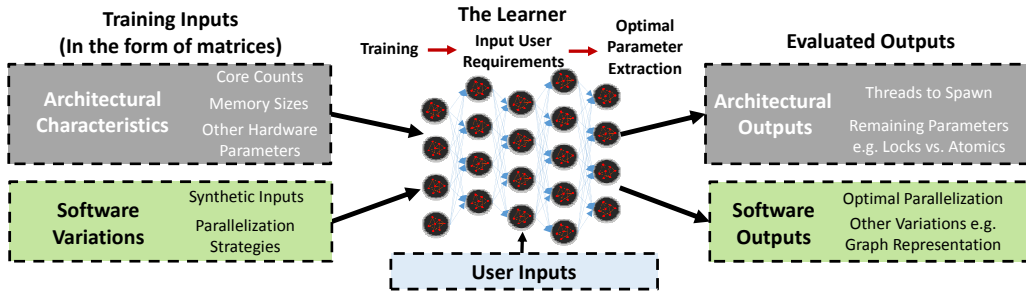 Training Inputs
(In the form of matrices)
Architectural
Characteristics
Core Counts
Memory Sizes
Other Hardware
Parameters
Software
Variations
Synthetic Inputs
Parallelization
Strategies
The Learner
Training
Input User
Requirements
Optimal
Parameter
Extraction
User Inputs
Evaluated Outputs
Architectural
Outputs
Threads to Spawn
Remaining Parameters
e.g. Locks vs. Atomics
Software
Outputs
Optimal Parallelization
Other Variations e.g.
Graph Representation